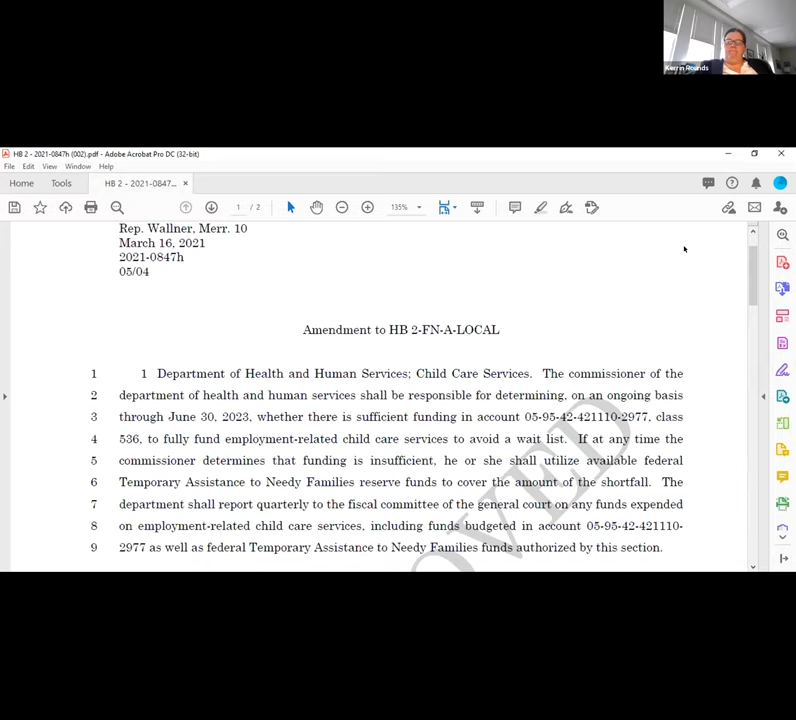 Kerrin Rounds
HB 2 - 2021-0847h (002).pdf - Adobe Acrobat Pro DC (32-bit)
File Edit View Window Help
Home Tools HB 2 - 2021-0847... ×
1 / 2 135%
Rep. Wallner, Merr. 10
March 16, 2021
2021-0847h
05/04
Amendment to HB 2-FN-A-LOCAL
1 1 Department of Health and Human Services; Child Care Services. The commissioner of the
2 department of health and human services shall be responsible for determining, on an ongoing basis
3 through June 30, 2023, whether there is sufficient funding in account 05-95-42-421110-2977, class
4 536, to fully fund employment-related child care services to avoid a wait list. If at any time the
5 commissioner determines that funding is insufficient, he or she shall utilize available federal
6 Temporary Assistance to Needy Families reserve funds to cover the amount of the shortfall. The
7 department shall report quarterly to the fiscal committee of the general court on any funds expended
8 on employment-related child care services, including funds budgeted in account 05-95-42-421110-
9 2977 as well as federal Temporary Assistance to Needy Families funds authorized by this section.
OVED